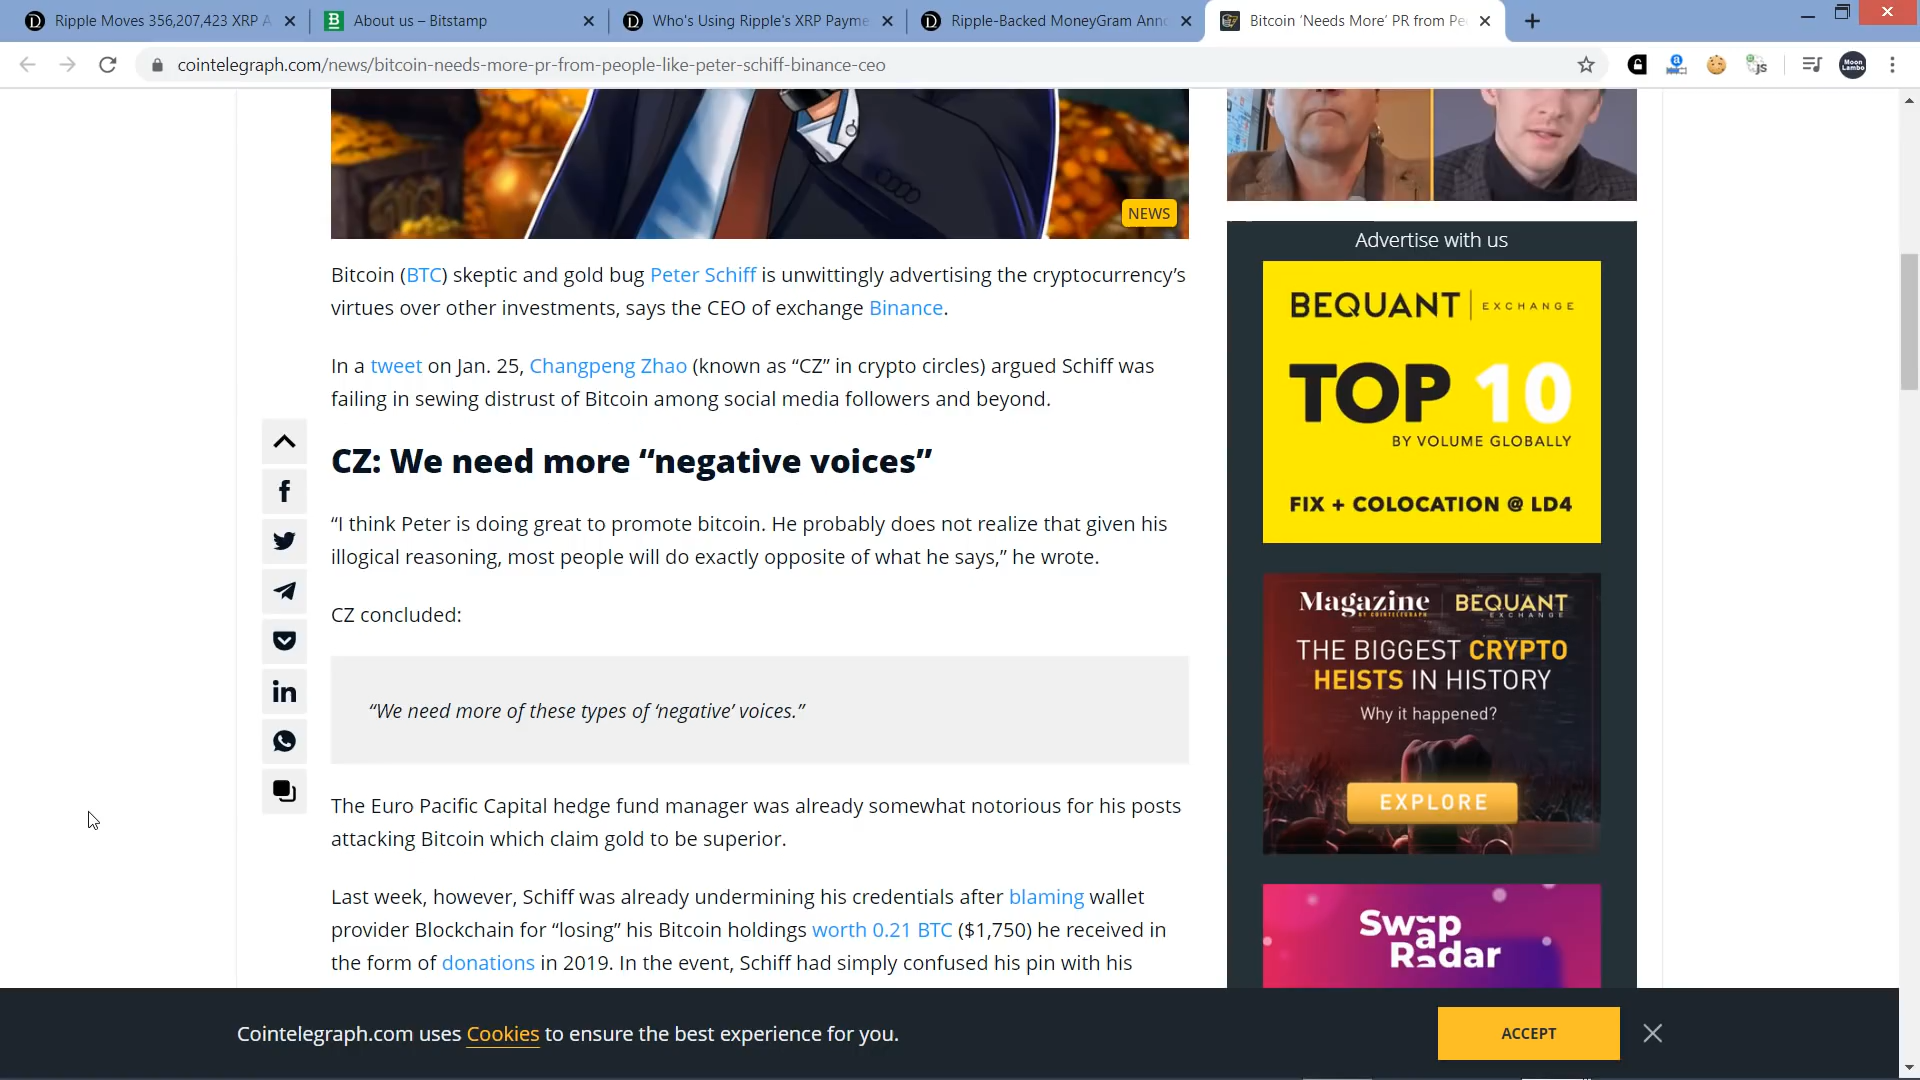 Ripple Moves 356,207,423 XRP A
About us – Bitstamp
Who's Using Ripple's XRP Payme
Ripple-Backed MoneyGram Anno
Bitcoin ‘Needs More’ PR from Pe
cointelegraph.com/news/bitcoin-needs-more-pr-from-people-like-peter-schiff-binance-ceo
js
Moon
Lambo
NEWS
Bitcoin (BTC) skeptic and gold bug Peter Schiff is unwittingly advertising the cryptocurrency’s
virtues over other investments, says the CEO of exchange Binance.
In a tweet on Jan. 25, Changpeng Zhao (known as “CZ” in crypto circles) argued Schiff was
failing in sewing distrust of Bitcoin among social media followers and beyond.
CZ: We need more “negative voices”
“I think Peter is doing great to promote bitcoin. He probably does not realize that given his
illogical reasoning, most people will do exactly opposite of what he says,” he wrote.
CZ concluded:
“We need more of these types of ‘negative’ voices.”
The Euro Pacific Capital hedge fund manager was already somewhat notorious for his posts
attacking Bitcoin which claim gold to be superior.
Last week, however, Schiff was already undermining his credentials after blaming wallet
provider Blockchain for “losing” his Bitcoin holdings worth 0.21 BTC ($1,750) he received in
the form of donations in 2019. In the event, Schiff had simply confused his pin with his
Advertise with us
BEQUANT | EXCHANGE
TOP 10
BY VOLUME GLOBALLY
FIX + COLOCATION @ LD4
Magazine BEQUANT
BY COINTELEGRAPH EXCHANGE
THE BIGGEST CRYPTO
HEISTS IN HISTORY
Why it happened?
EXPLORE
Swap
Radar
Cointelegraph.com uses Cookies to ensure the best experience for you.
ACCEPT